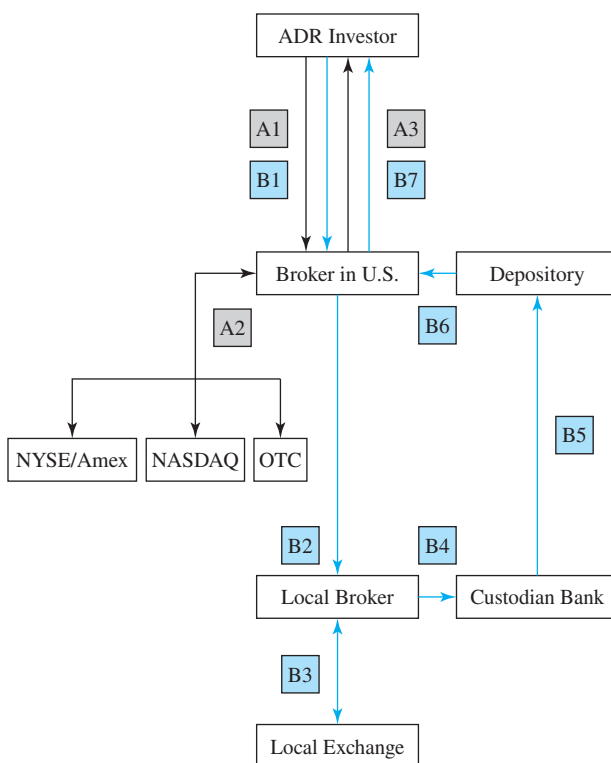 ADR Investor
A1
A3
B1
B7
Broker in U.S.
Depository
A2
B6
NYSE/Amex
NASDAQ
OTC
B5
B2
B4
Local Broker
Custodian Bank
B3
Local Exchange